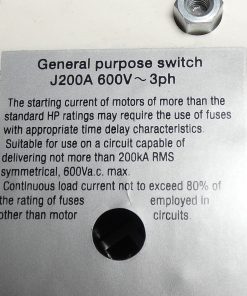 General purpose switch
J200A 600V~3ph
The starting current of motors of more than the
standard HP ratings may require the use of fuses
with appropriate time delay characteristics.
Suitable for use on a circuit capable of
delivering not more than 200kA RMS
symmetrical, 600Va.c. max.
Continuous load current not to exceed 80% of
the rating of fuses employed in
other than motor circuits.